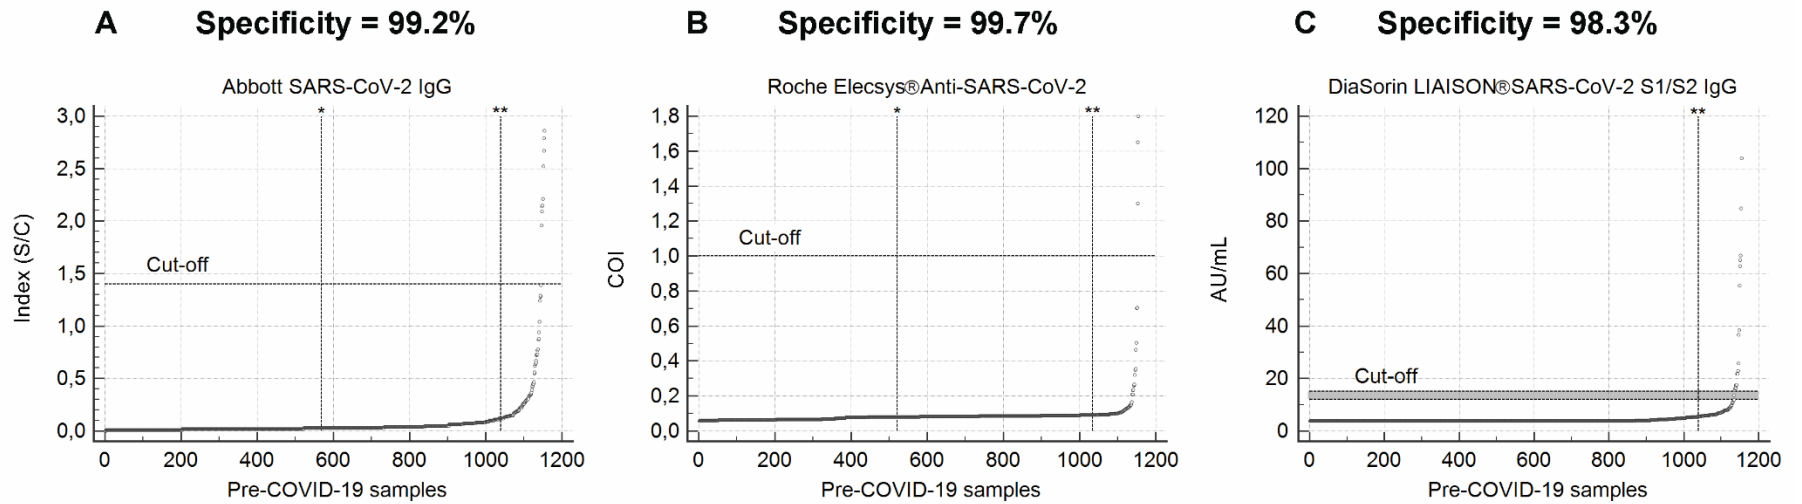 A Specificity = 99.2%
Abbott SARS-CoV-2 IgG
3,0
2,5
2,0
1,5
1,0
0,5
0,0
Index (S/C)
* **
Cut-off
0 200 400 600 800 1000 1200
Pre-COVID-19 samples
B Specificity = 99.7%
Roche Elecsys®Anti-SARS-CoV-2
1,8
1,6
1,4
1,2
1,0
0,8
0,6
0,4
0,2
0,0
COI
* **
Cut-off
0 200 400 600 800 1000 1200
Pre-COVID-19 samples
C Specificity = 98.3%
DiaSorin LIAISON®SARS-CoV-2 S1/S2 IgG
120
100
80
60
40
20
0
AU/mL
**
Cut-off
0 200 400 600 800 1000 1200
Pre-COVID-19 samples